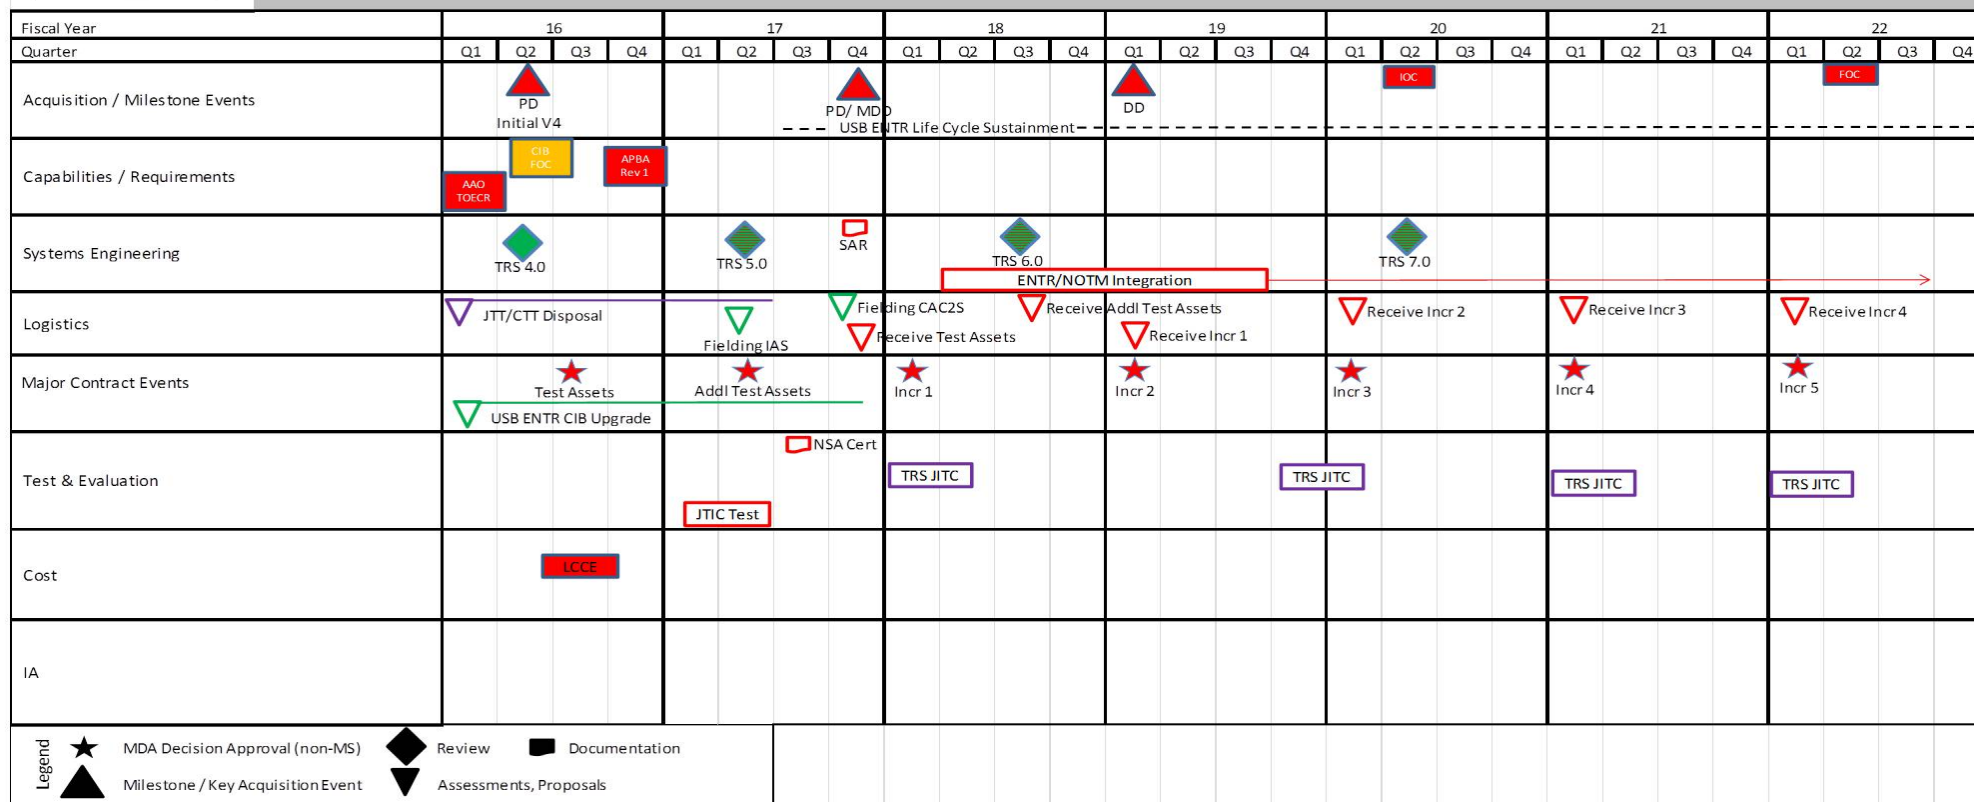 Fiscal Year 16 17 18 19 20 21 22
Quarter Q1 Q2 Q3 Q4 Q1 Q2 Q3 Q4 Q1 Q2 Q3 Q4 Q1 Q2 Q3 Q4 Q1 Q2 Q3 Q4 Q1 Q2 Q3 Q4 Q1 Q2 Q3 Q4
Acquisition / Milestone Events
PD
Initial V4
PD/ MDD
DD
IOC
FOC
USB ENTR Life Cycle Sustainment
Capabilities / Requirements
AAO
TOECR
CIB
FOC
APBA
Rev 1
Systems Engineering
TRS 4.0
TRS 5.0
SAR
TRS 6.0
TRS 7.0
ENTR/NOTM Integration
Logistics
JTT/CTT Disposal
Fielding IAS
Fielding CAC2S
Receive Test Assets
Receive Addl Test Assets
Receive Incr 1
Receive Incr 2
Receive Incr 3
Receive Incr 4
Major Contract Events
Test Assets
Addl Test Assets
Incr 1
Incr 2
Incr 3
Incr 4
Incr 5
USB ENTR CIB Upgrade
Test & Evaluation
NSA Cert
JTIC Test
TRS JITC
TRS JITC
TRS JITC
TRS JITC
Cost
LCCE
IA
Legend
MDA Decision Approval (non-MS)
Review
Documentation
Milestone / Key Acquisition Event
Assessments, Proposals